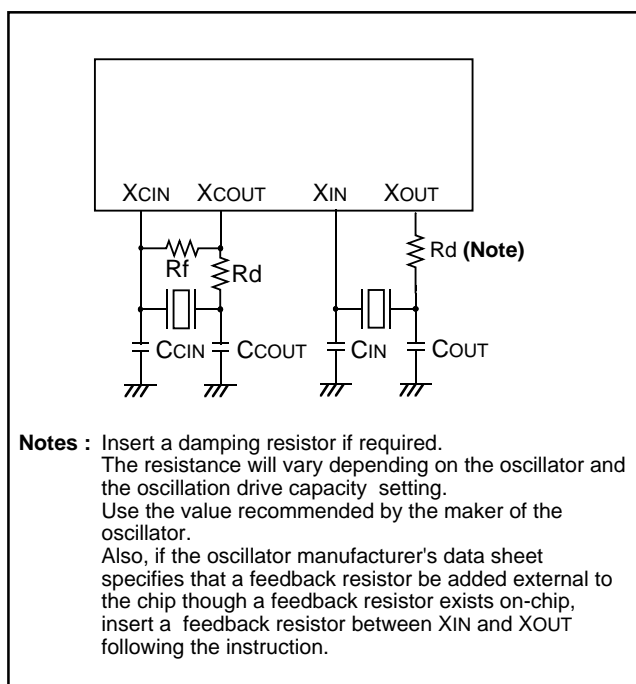 XCIN XCOUT XIN XOUT
Rf Rd Rd (Note)
CCIN CCOUT CIN COUT
Notes : Insert a damping resistor if required.
The resistance will vary depending on the oscillator and
the oscillation drive capacity setting.
Use the value recommended by the maker of the
oscillator.
Also, if the oscillator manufacturer's data sheet
specifies that a feedback resistor be added external to
the chip though a feedback resistor exists on-chip,
insert a feedback resistor between XIN and XOUT
following the instruction.